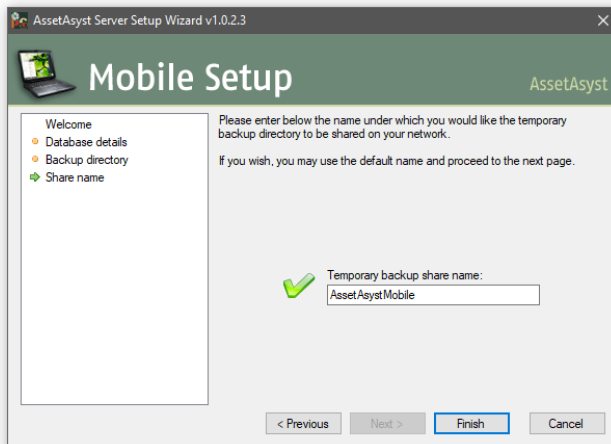 AssetAsyst Server Setup Wizard v1.0.2.3
Mobile Setup
AssetAsyst
Welcome
Database details
Backup directory
Share name
Please enter below the name under which you would like the temporary
backup directory to be shared on your network.
If you wish, you may use the default name and proceed to the next page.
Temporary backup share name:
AssetAsystMobile
< Previous
Next >
Finish
Cancel